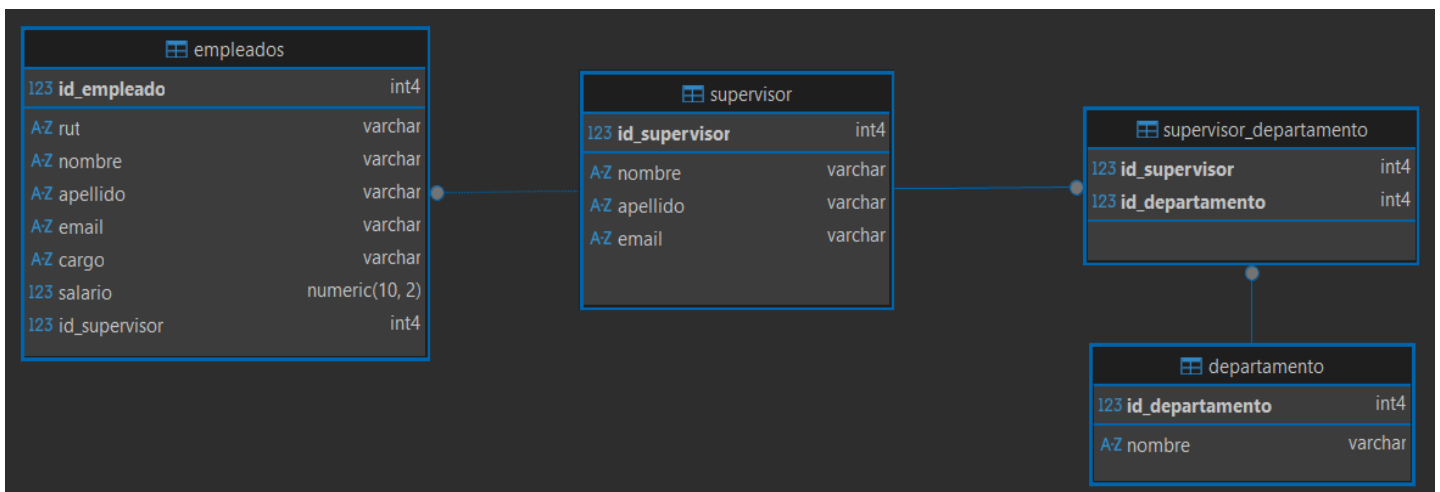 empleados
123 id_empleado int4
A-Z rut varchar
A-Z nombre varchar
A-Z apellido varchar
A-Z email varchar
A-Z cargo varchar
123 salario numeric(10, 2)
123 id_supervisor int4
supervisor
123 id_supervisor int4
A-Z nombre varchar
A-Z apellido varchar
A-Z email varchar
supervisor_departamento
123 id_supervisor int4
123 id_departamento int4
departamento
123 id_departamento int4
A-Z nombre varchar